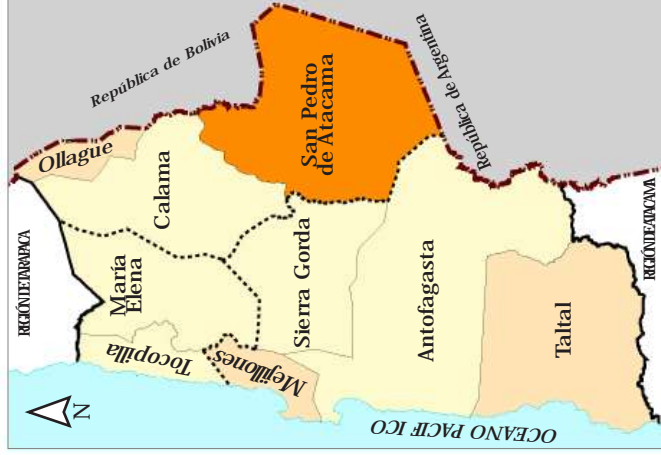 REGIÓN DE TARAPACA
República de Bolivia
Ollague
Calama
María
Elena
Tocopilla
Mejillones
Sierra Gorda
San Pedro
de Atacama
República de Argentina
Antofagasta
Taltal
REGIÓN DE ATACAMA
OCEANO PACIF ICO
N